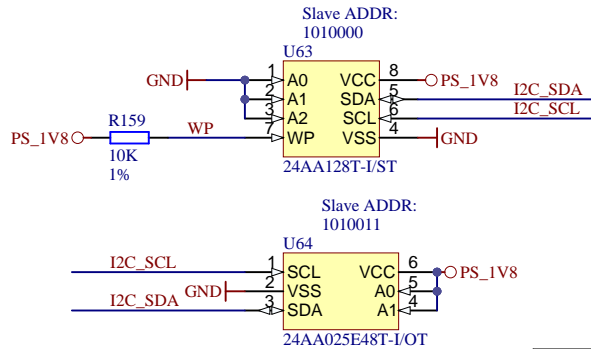 Slave ADDR:
1010000
U63
GND 1 A0 VCC 8 PS_1V8
2 A1 SDA 5 I2C_SDA
3 A2 SCL 6 I2C_SCL
PS_1V8 R159 WP 7 WP VSS 4 GND
10K
1%
24AA128T-I/ST
Slave ADDR:
1010011
U64
I2C_SCL 1 SCL VCC 6 PS_1V8
GND 2 VSS A0 5
I2C_SDA 3 SDA A1 4
24AA025E48T-I/OT